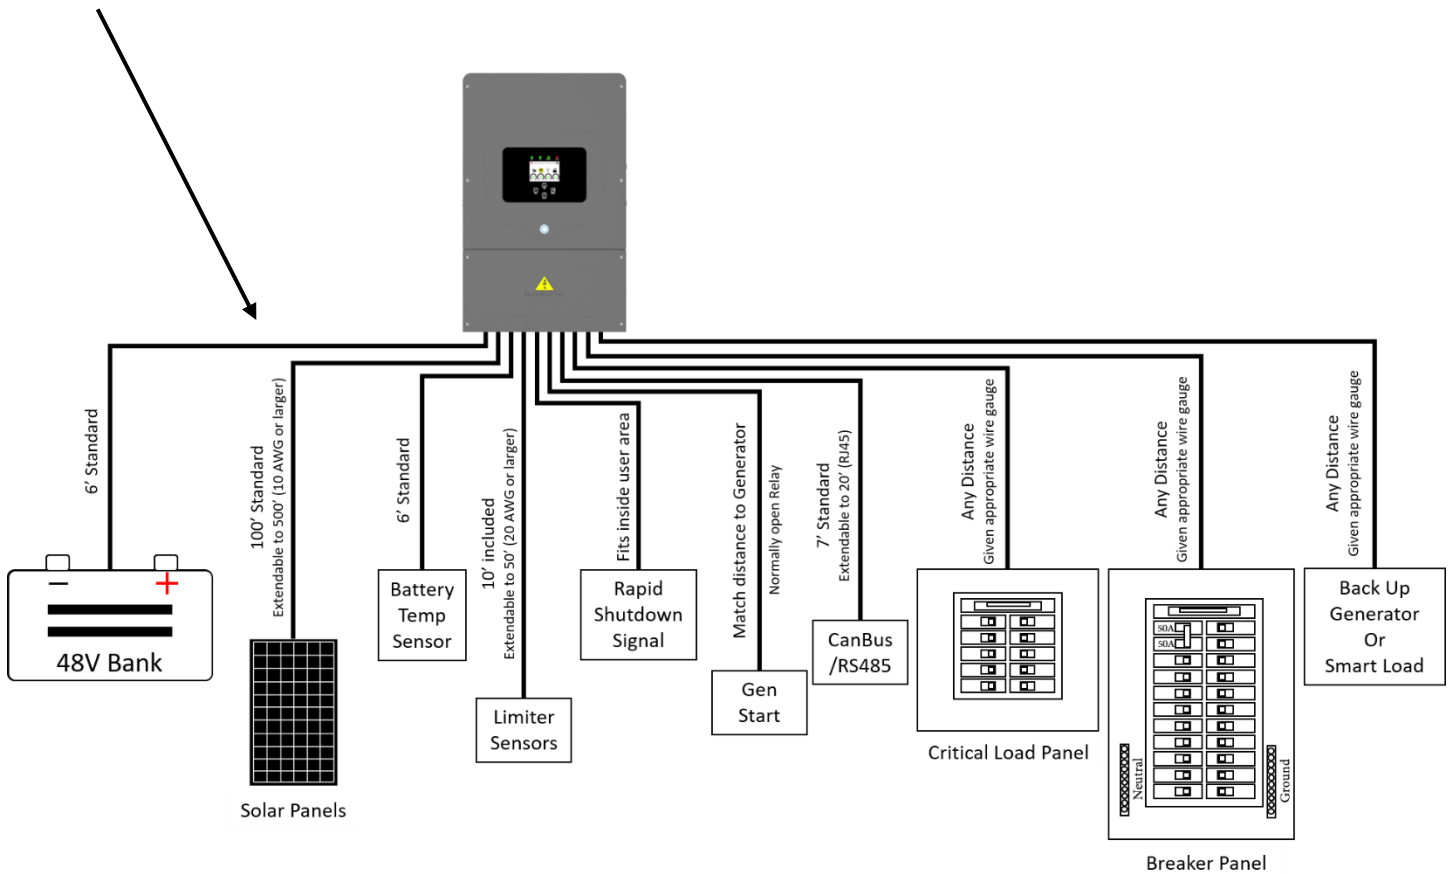 6’ Standard
48V Bank
100’ Standard
Extendable to 500’ (10 AWG or larger)
Solar Panels
6’ Standard
Battery
Temp
Sensor
10’ included
Extendable to 50’ (20 AWG or larger)
Limiter
Sensors
Fits inside user area
Rapid
Shutdown
Signal
Match distance to Generator
Normally open Relay
Gen
Start
7’ Standard
Extendable to 20’ (RJ45)
CanBus
/RS485
Any Distance
Given appropriate wire gauge
Critical Load Panel
Any Distance
Given appropriate wire gauge
50A
50A
Neutral
Ground
Breaker Panel
Any Distance
Given appropriate wire gauge
Back Up
Generator
Or
Smart Load